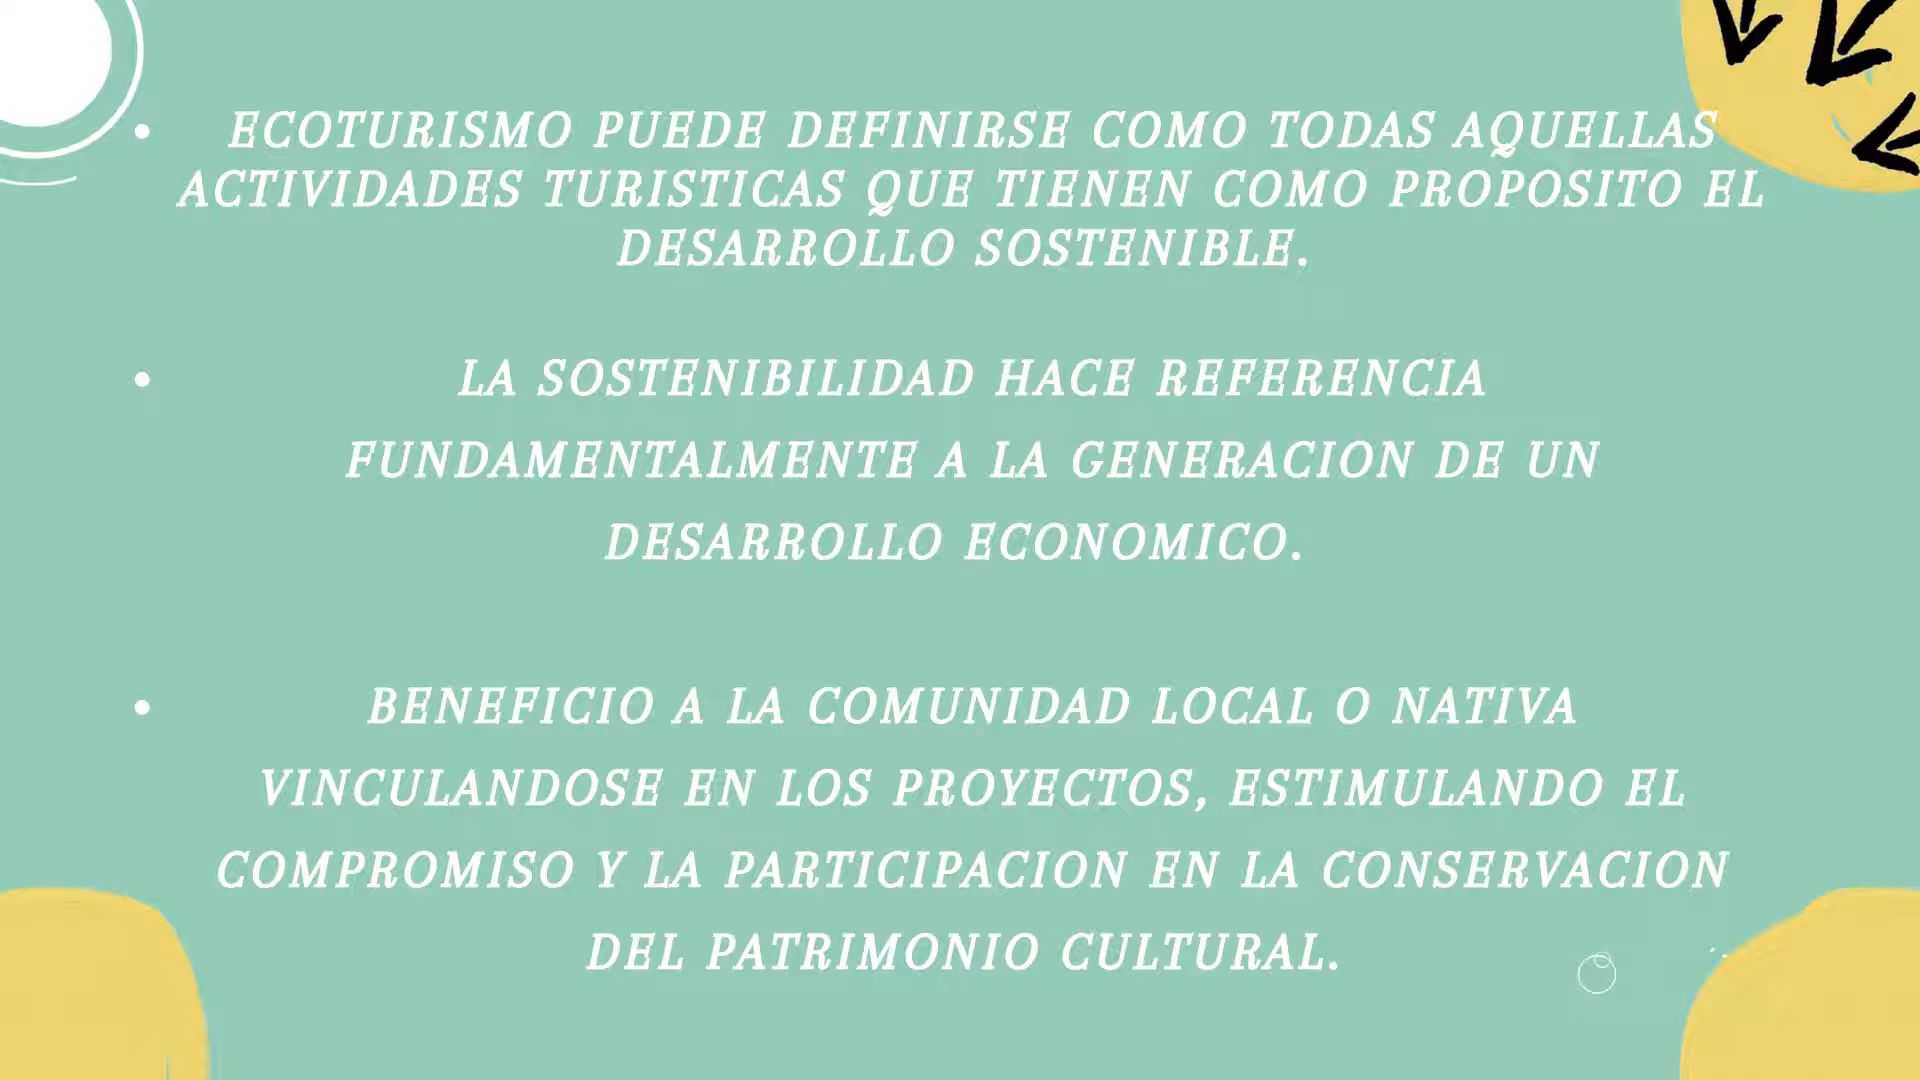 • ECOTURISMO PUEDE DEFINIRSE COMO TODAS AQUELLAS
ACTIVIDADES TURISTICAS QUE TIENEN COMO PROPOSITO EL
DESARROLLO SOSTENIBLE.
• LA SOSTENIBILIDAD HACE REFERENCIA
FUNDAMENTALMENTE A LA GENERACION DE UN
DESARROLLO ECONOMICO.
• BENEFICIO A LA COMUNIDAD LOCAL O NATIVA
VINCULANDOSE EN LOS PROYECTOS, ESTIMULANDO EL
COMPROMISO Y LA PARTICIPACION EN LA CONSERVACION
DEL PATRIMONIO CULTURAL.